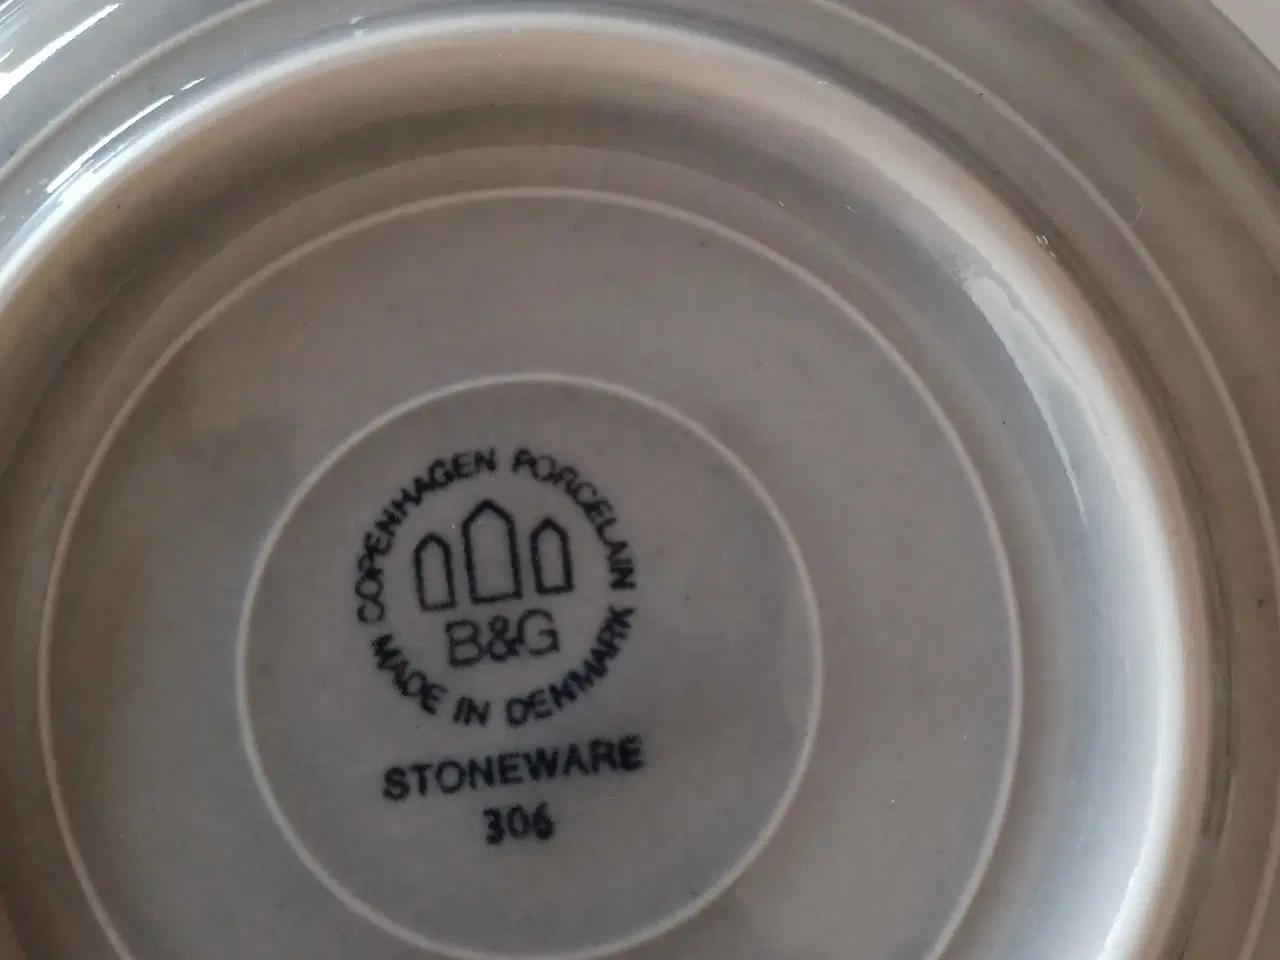 COPENHAGEN PORCELAIN
B&G
MADE IN DENMARK
STONEWARE
306